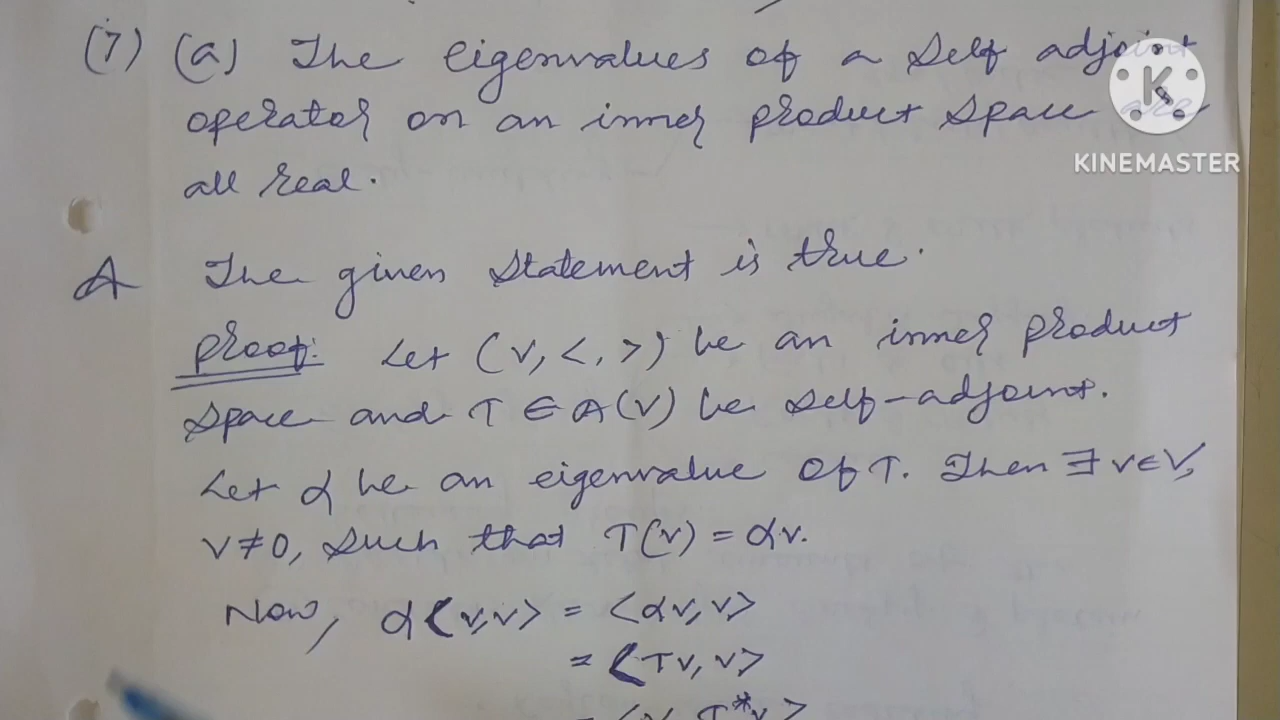 (7) (a) The eigenvalues of a self adjoint
operator on an inner product space are
all real.
A The given statement is true.
Proof: Let (V, <, >) be an inner product
space and T ∈ A(V) be self-adjoint.
Let α be an eigenvalue of T. Then ∃ v∈V,
v≠0, such that T(v) = αv.
Now, α<v,v> = <αv, v>
= <Tv, v>
= <v, T*v>
K
KINEMASTER